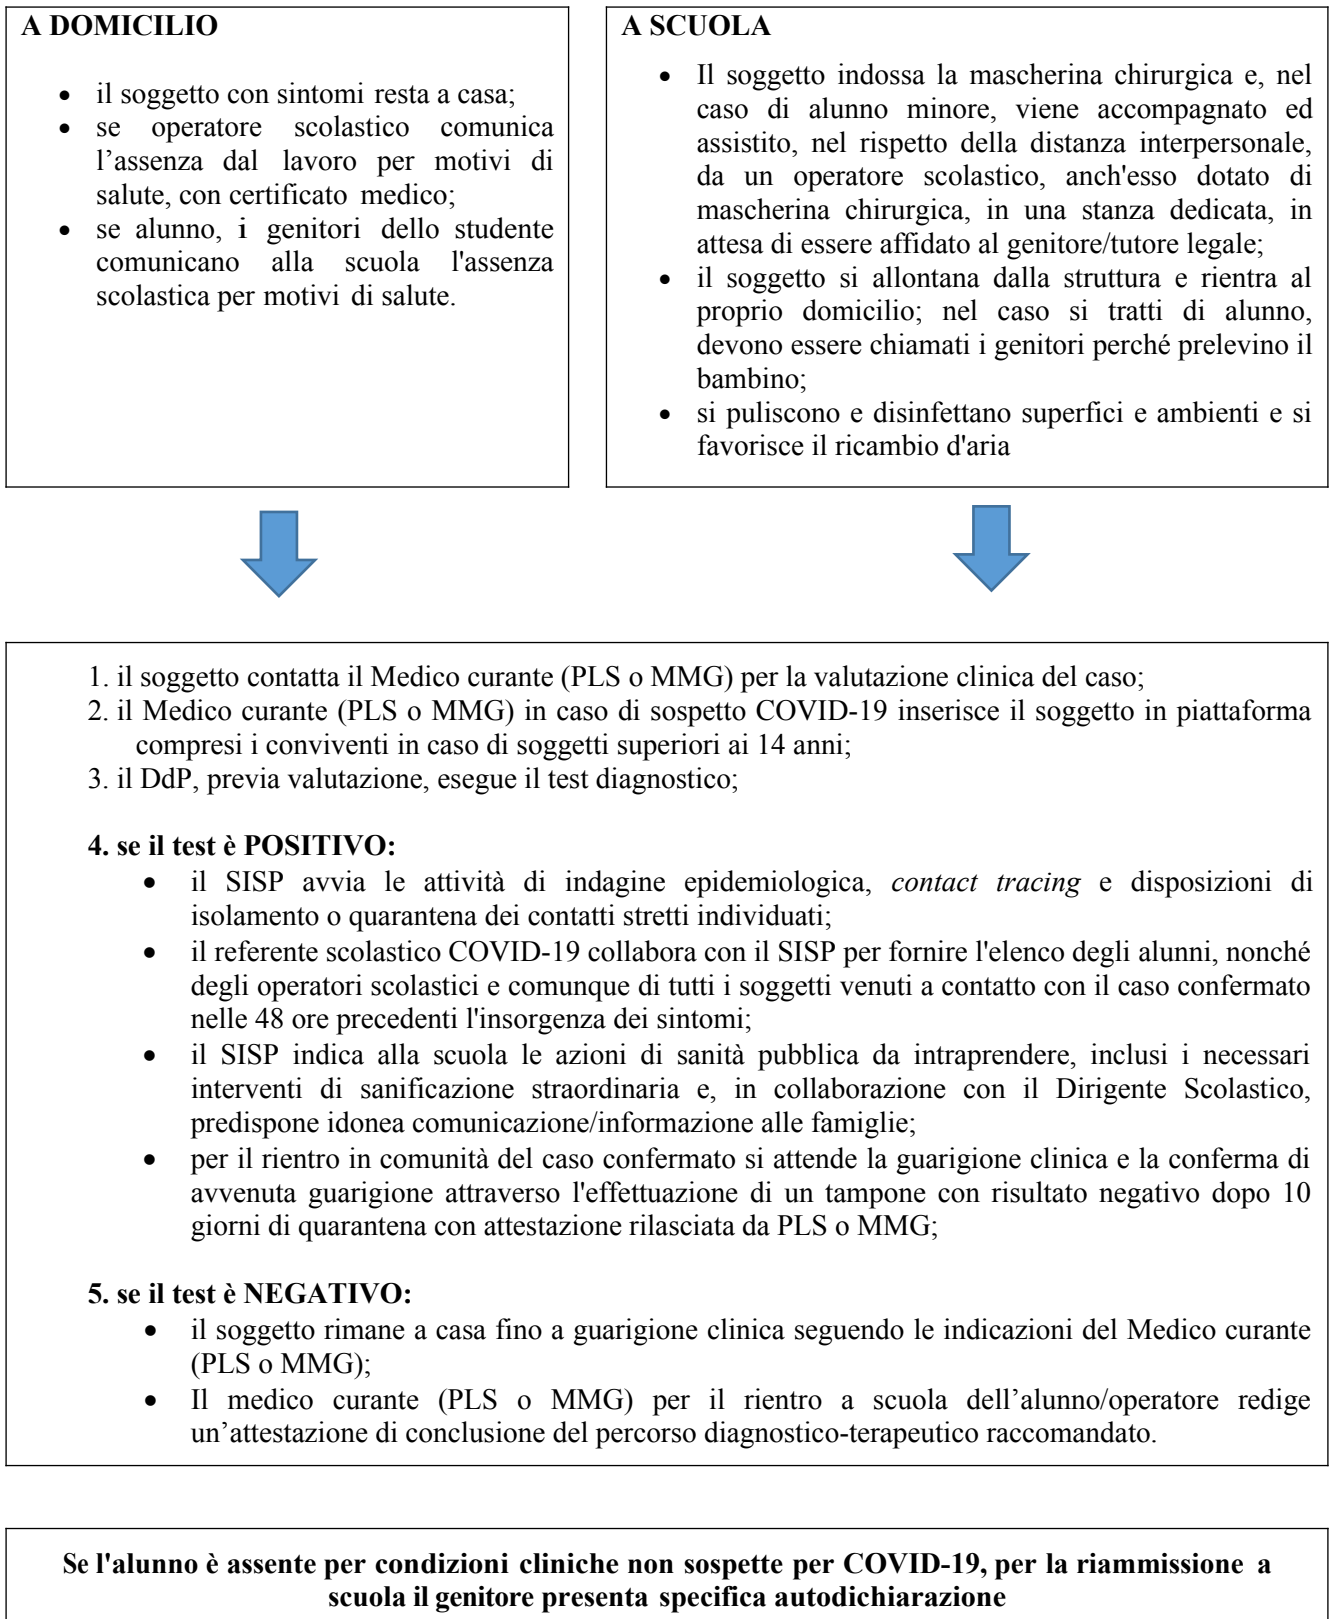 A DOMICILIO
• il soggetto con sintomi resta a casa;
• se operatore scolastico comunica
l’assenza dal lavoro per motivi di
salute, con certificato medico;
• se alunno, i genitori dello studente
comunicano alla scuola l'assenza
scolastica per motivi di salute.
A SCUOLA
• Il soggetto indossa la mascherina chirurgica e, nel
caso di alunno minore, viene accompagnato ed
assistito, nel rispetto della distanza interpersonale,
da un operatore scolastico, anch'esso dotato di
mascherina chirurgica, in una stanza dedicata, in
attesa di essere affidato al genitore/tutore legale;
• il soggetto si allontana dalla struttura e rientra al
proprio domicilio; nel caso si tratti di alunno,
devono essere chiamati i genitori perché prelevino il
bambino;
• si puliscono e disinfettano superfici e ambienti e si
favorisce il ricambio d'aria
1. il soggetto contatta il Medico curante (PLS o MMG) per la valutazione clinica del caso;
2. il Medico curante (PLS o MMG) in caso di sospetto COVID-19 inserisce il soggetto in piattaforma
compresi i conviventi in caso di soggetti superiori ai 14 anni;
3. il DdP, previa valutazione, esegue il test diagnostico;
4. se il test è POSITIVO:
• il SISP avvia le attività di indagine epidemiologica, contact tracing e disposizioni di
isolamento o quarantena dei contatti stretti individuati;
• il referente scolastico COVID-19 collabora con il SISP per fornire l'elenco degli alunni, nonché
degli operatori scolastici e comunque di tutti i soggetti venuti a contatto con il caso confermato
nelle 48 ore precedenti l'insorgenza dei sintomi;
• il SISP indica alla scuola le azioni di sanità pubblica da intraprendere, inclusi i necessari
interventi di sanificazione straordinaria e, in collaborazione con il Dirigente Scolastico,
predispone idonea comunicazione/informazione alle famiglie;
• per il rientro in comunità del caso confermato si attende la guarigione clinica e la conferma di
avvenuta guarigione attraverso l'effettuazione di un tampone con risultato negativo dopo 10
giorni di quarantena con attestazione rilasciata da PLS o MMG;
5. se il test è NEGATIVO:
• il soggetto rimane a casa fino a guarigione clinica seguendo le indicazioni del Medico curante
(PLS o MMG);
• Il medico curante (PLS o MMG) per il rientro a scuola dell’alunno/operatore redige
un’attestazione di conclusione del percorso diagnostico-terapeutico raccomandato.
Se l'alunno è assente per condizioni cliniche non sospette per COVID-19, per la riammissione a
scuola il genitore presenta specifica autodichiarazione